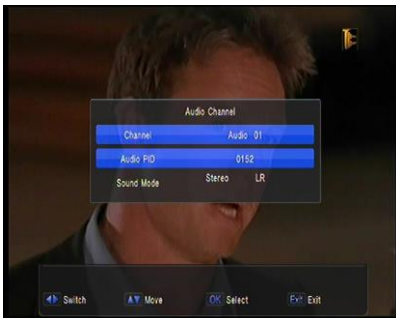 Audio Channel
Channel Audio 01
Audio PID 0152
Sound Mode Stereo LR
Switch Move OK Select Exit Exit